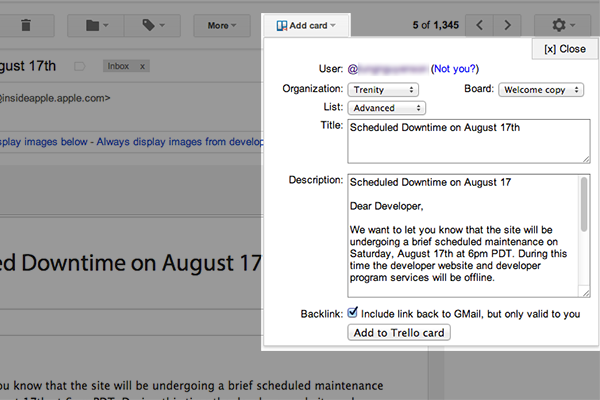 More
Add card
5 of 1,345
[x] Close
gust 17th
Inbox x
@insideapple.apple.com>
splay images below - Always display images from develop
ed Downtime on August 17
ou know that the site will be undergoing a brief scheduled maintenance
User: @ (Not you?)
Organization: Trenity Board: Welcome copy
List: Advanced
Title: Scheduled Downtime on August 17th
Description: Scheduled Downtime on August 17
Dear Developer,
We want to let you know that the site will be
undergoing a brief scheduled maintenance on
Saturday, August 17th at 6pm PDT. During this
time the developer website and developer
program services will be offline.
Backlink: Include link back to GMail, but only valid to you
Add to Trello card